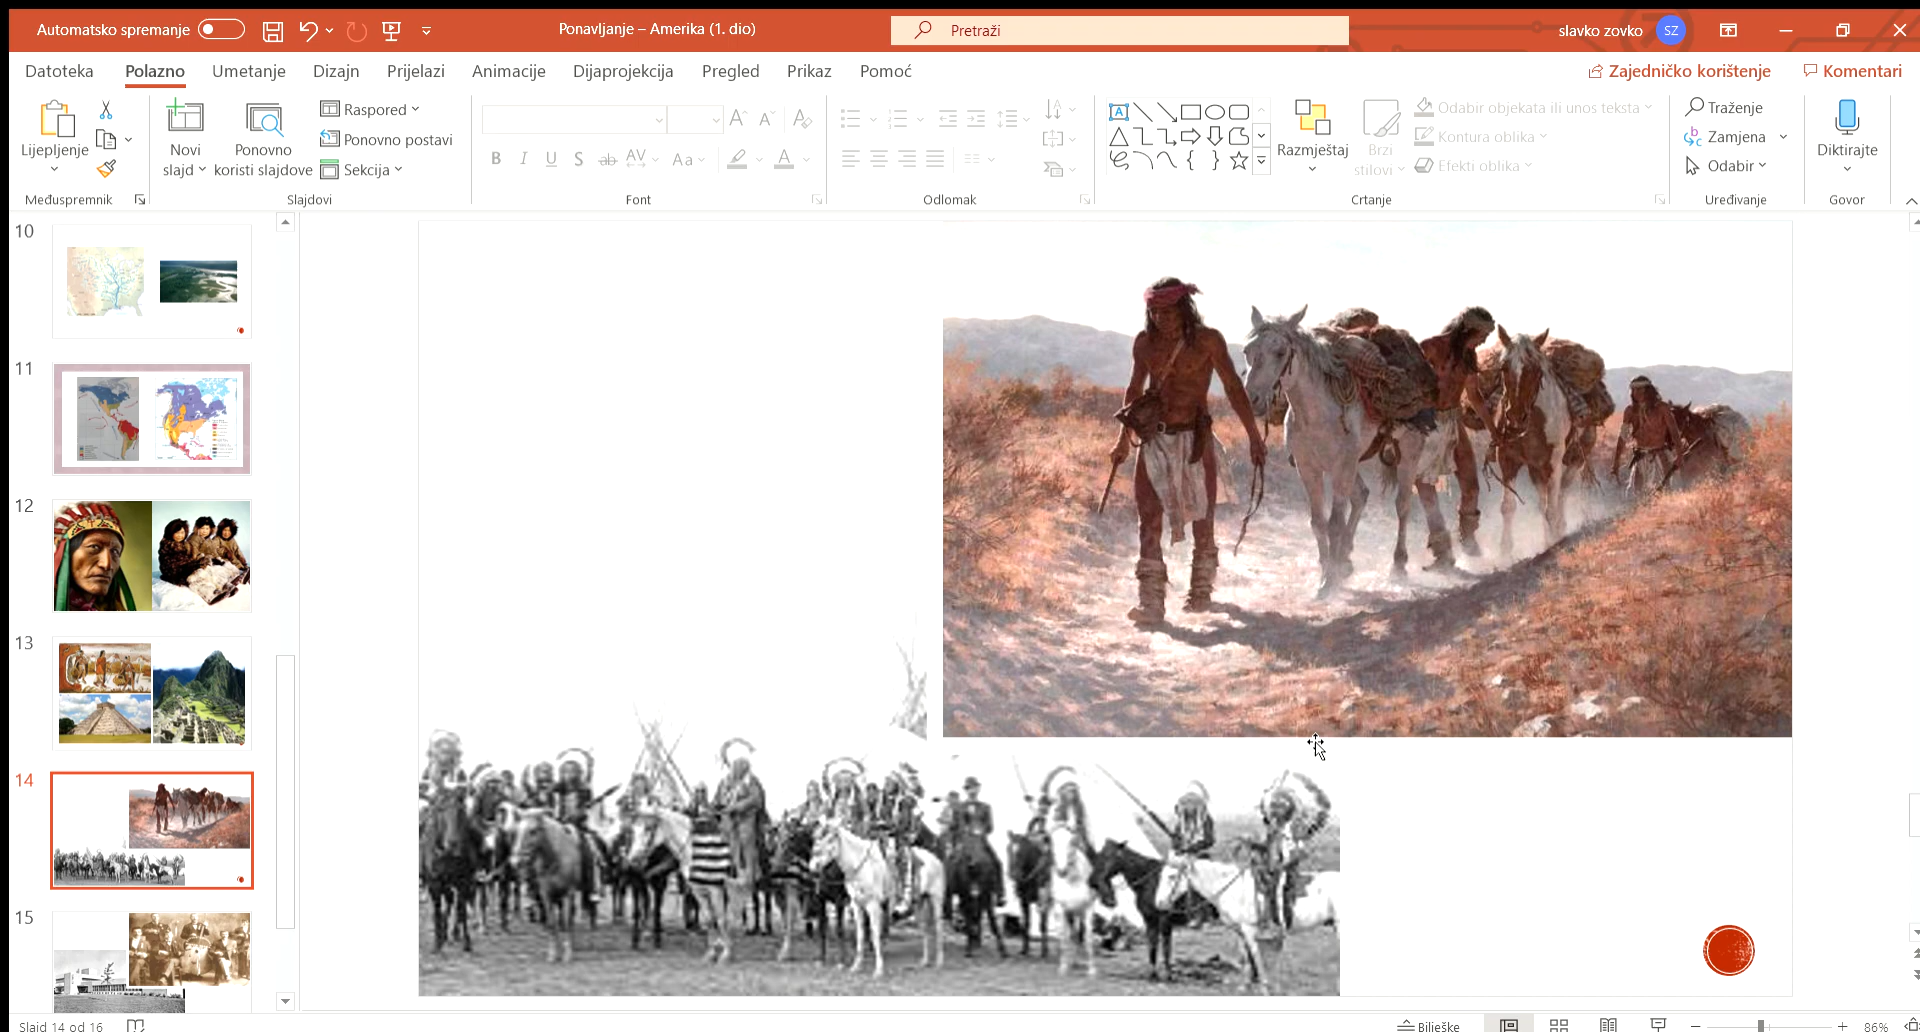 Automatsko spremanje
Ponavljanje – Amerika (1. dio)
Pretraži
slavko zovko
SZ
Datoteka Polazno Umetanje Dizajn Prijelazi Animacije Dijaprojekcija Pregled Prikaz Pomoć
Zajedničko korištenje Komentari
Lijepljenje
Novi slajd
Ponovno koristi slajdove
Raspored
Ponovno postavi
Sekcija
B I U S ab AV Aa A
Razmještaj
Brzi stilovi
Odabir objekata ili unos teksta
Kontura oblika
Efekti oblika
Traženje
Zamjena
Odabir
Diktirajte
Međuspremnik Slajdovi Font Odlomak Crtanje Uređivanje Govor
10
11
12
13
14
15
Slajd 14 od 16
Bilješke
86%